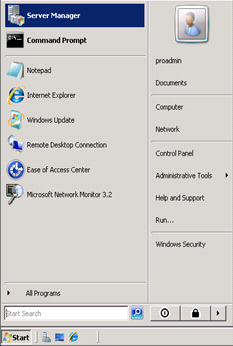 Server Manager
Command Prompt
Notepad
Internet Explorer
Windows Update
Remote Desktop Connection
Ease of Access Center
Microsoft Network Monitor 3.2
All Programs
Start Search
proadmin
Documents
Computer
Network
Control Panel
Administrative Tools
Help and Support
Run...
Windows Security
Start